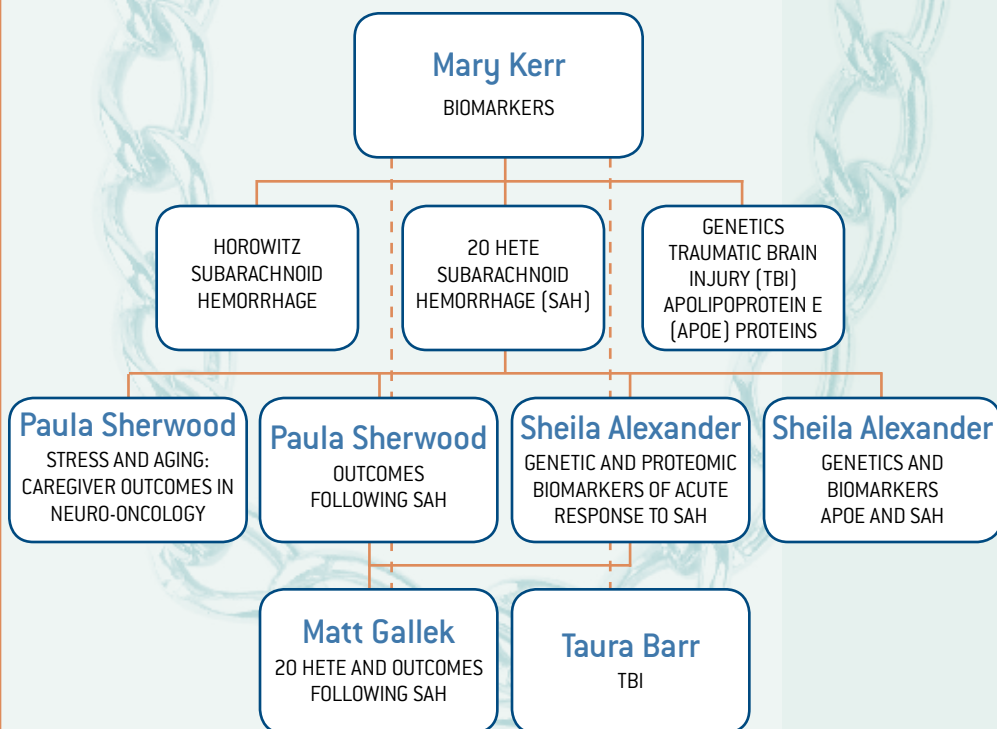 Mary Kerr
BIOMARKERS
HOROWITZ
SUBARACHNOID
HEMORRHAGE
20 HETE
SUBARACHNOID
HEMORRHAGE (SAH)
GENETICS
TRAUMATIC BRAIN
INJURY (TBI)
APOLIPOPROTEIN E
(APOE) PROTEINS
Paula Sherwood
STRESS AND AGING:
CAREGIVER OUTCOMES IN
NEURO-ONCOLOGY
Paula Sherwood
OUTCOMES
FOLLOWING SAH
Sheila Alexander
GENETIC AND PROTEOMIC
BIOMARKERS OF ACUTE
RESPONSE TO SAH
Sheila Alexander
GENETICS AND
BIOMARKERS
APOE AND SAH
Matt Gallek
20 HETE AND OUTCOMES
FOLLOWING SAH
Taura Barr
TBI